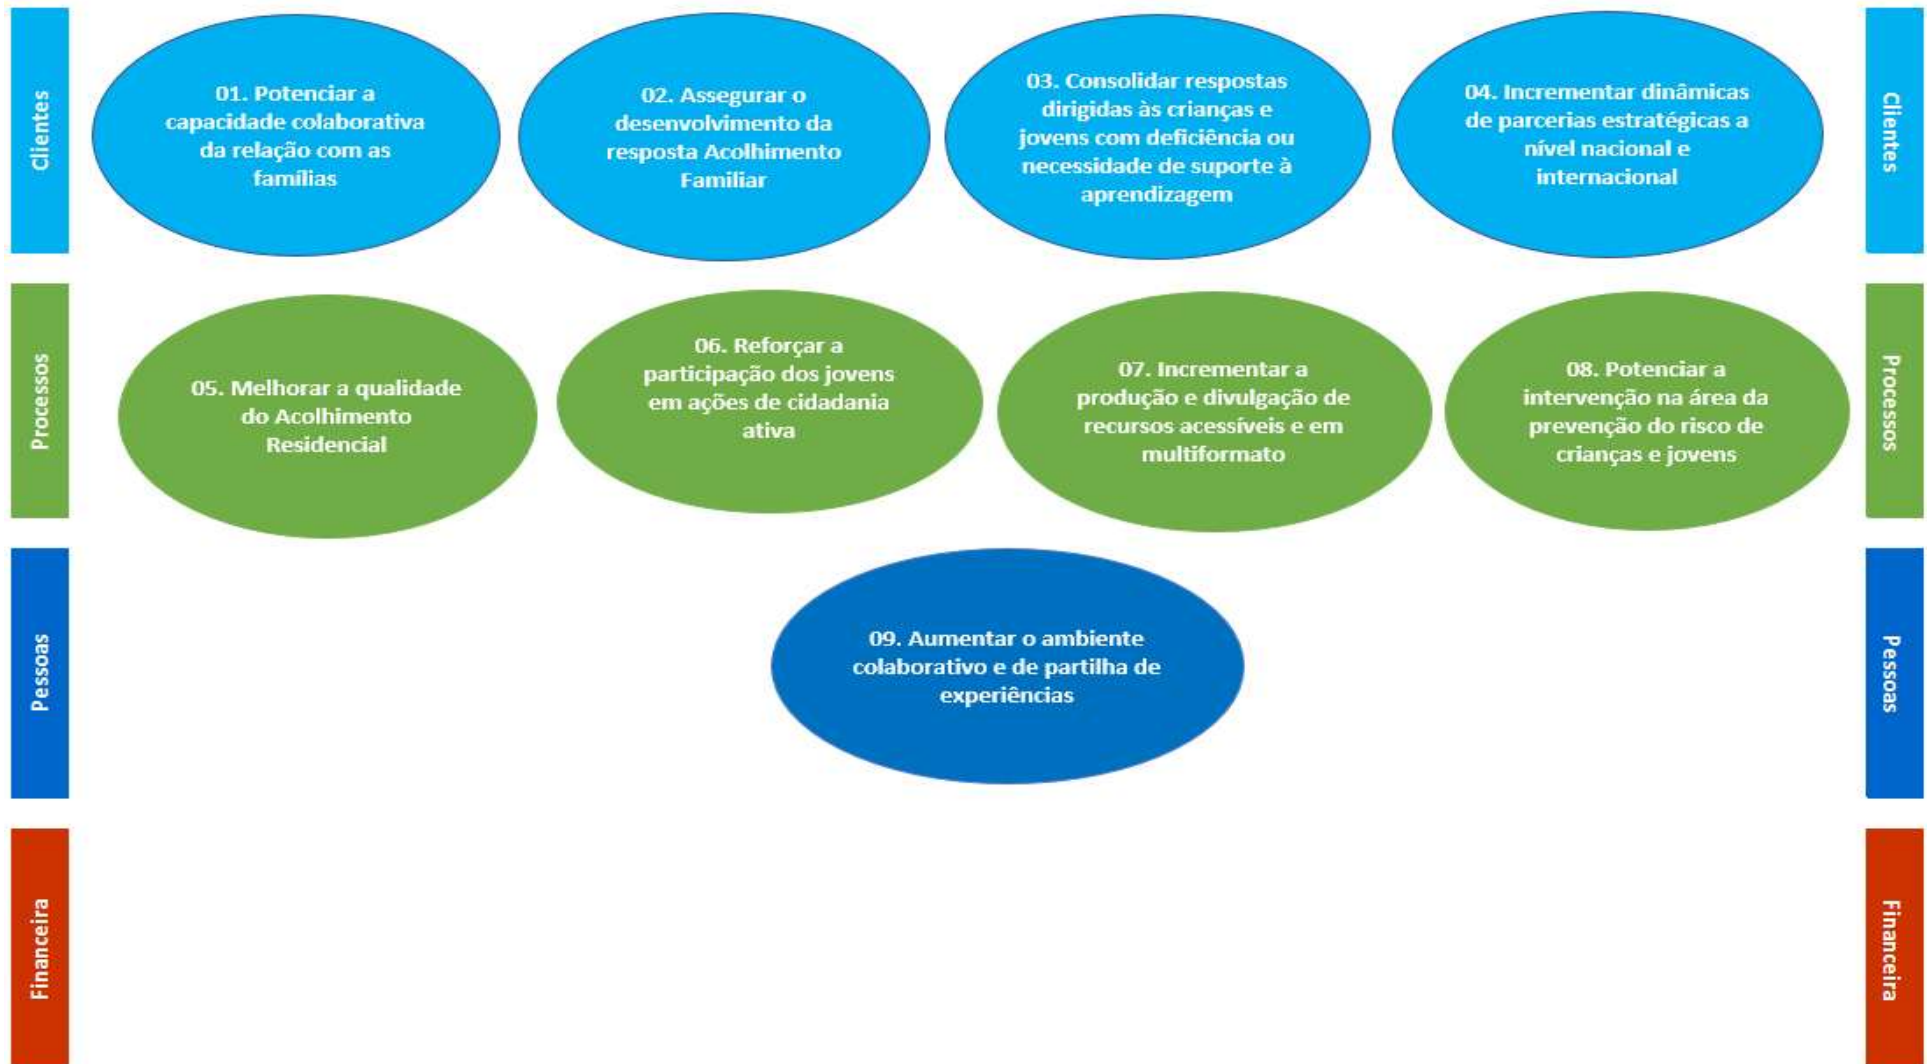 Clientes
01. Potenciar a
capacidade colaborativa
da relação com as
famílias
02. Assegurar o
desenvolvimento da
resposta Acolhimento
Familiar
03. Consolidar respostas
dirigidas às crianças e
jovens com deficiência ou
necessidade de suporte à
aprendizagem
04. Incrementar dinâmicas
de parcerias estratégicas a
nível nacional e
internacional
Clientes
Processos
05. Melhorar a qualidade
do Acolhimento
Residencial
06. Reforçar a
participação dos jovens
em ações de cidadania
ativa
07. Incrementar a
produção e divulgação de
recursos acessíveis e em
multiformato
08. Potenciar a
intervenção na área da
prevenção do risco de
crianças e jovens
Processos
Pessoas
09. Aumentar o ambiente
colaborativo e de partilha de
experiências
Pessoas
Financeira
Financeira